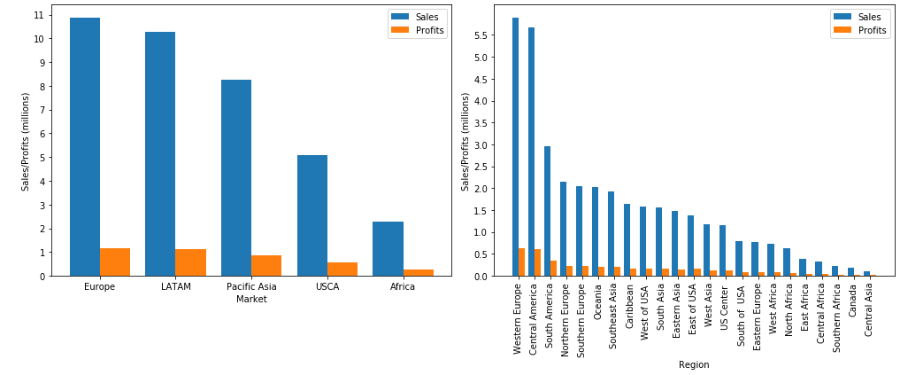 Sales/Profits (millions)
11
10
9
8
7
6
5
4
3
2
1
0
Sales
Profits
Europe
LATAM
Pacific Asia
USCA
Africa
Market
Sales/Profits (millions)
5.5
5.0
4.5
4.0
3.5
3.0
2.5
2.0
1.5
1.0
0.5
0.0
Sales
Profits
Western Europe
Central America
South America
Northern Europe
Southern Europe
Oceania
Southeast Asia
Caribbean
West of USA
South Asia
Eastern Asia
East of USA
West Asia
US Center
South of USA
Eastern Europe
West Africa
North Africa
East Africa
Central Africa
Southern Africa
Canada
Central Asia
Region